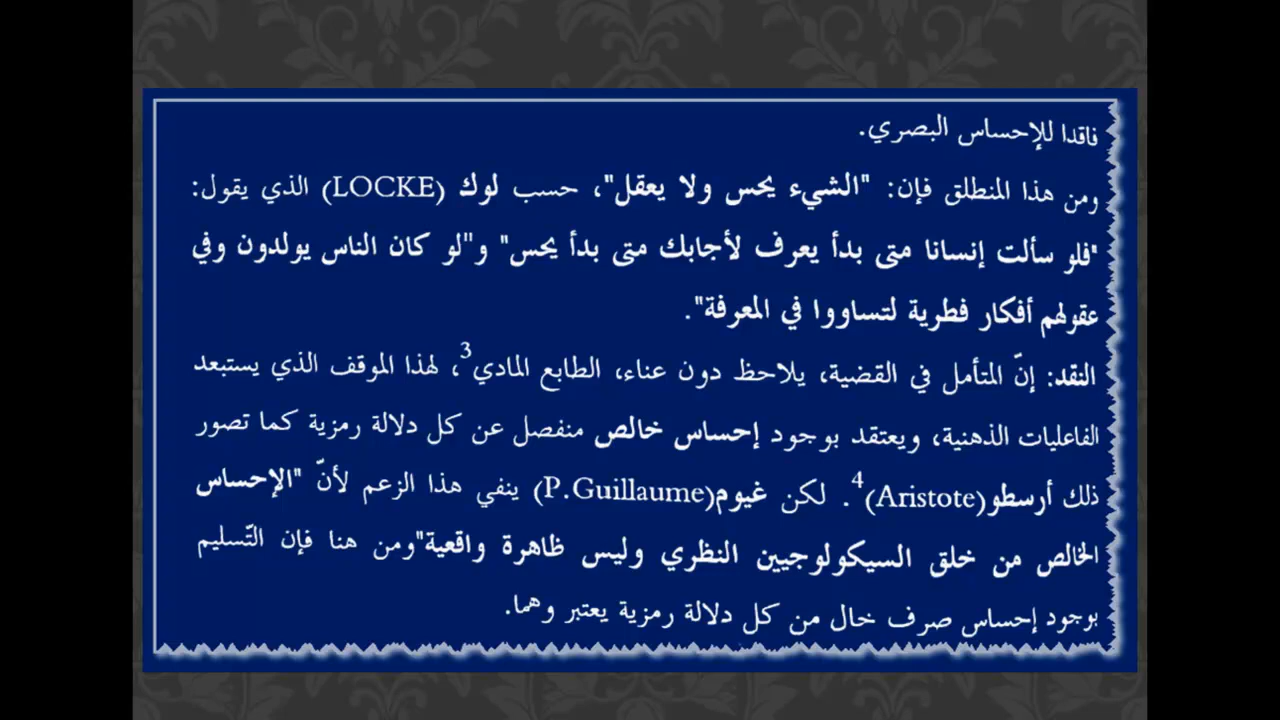 فاقدا للإحساس البصري.
ومن هذا المنطلق فإن: "الشيء يحس ولا يعقل"، حسب لوك (LOCKE) الذي يقول:
"فلو سألت إنسانا متى بدأ يعرف لأجابك متى بدأ يحس" و"لو كان الناس يولدون وفي
عقولهم أفكار فطرية لتساووا في المعرفة".
النقد: إنّ المتأمل في القضية، يلاحظ دون عناء، الطابع المادي3، لهذا الموقف الذي يستبعد
الفاعليات الذهنية، ويعتقد بوجود إحساس خالص منفصل عن كل دلالة رمزية كما تصور
ذلك أرسطو(Aristote)4. لكن غيوم(P.Guillaume) ينفي هذا الزعم لأنّ "الإحساس
الخالص من خلق السيكولوجيين النظري وليس ظاهرة واقعية"ومن هنا فإن التّسليم
بوجود إحساس صرف خال من كل دلالة رمزية يعتبر وهما.